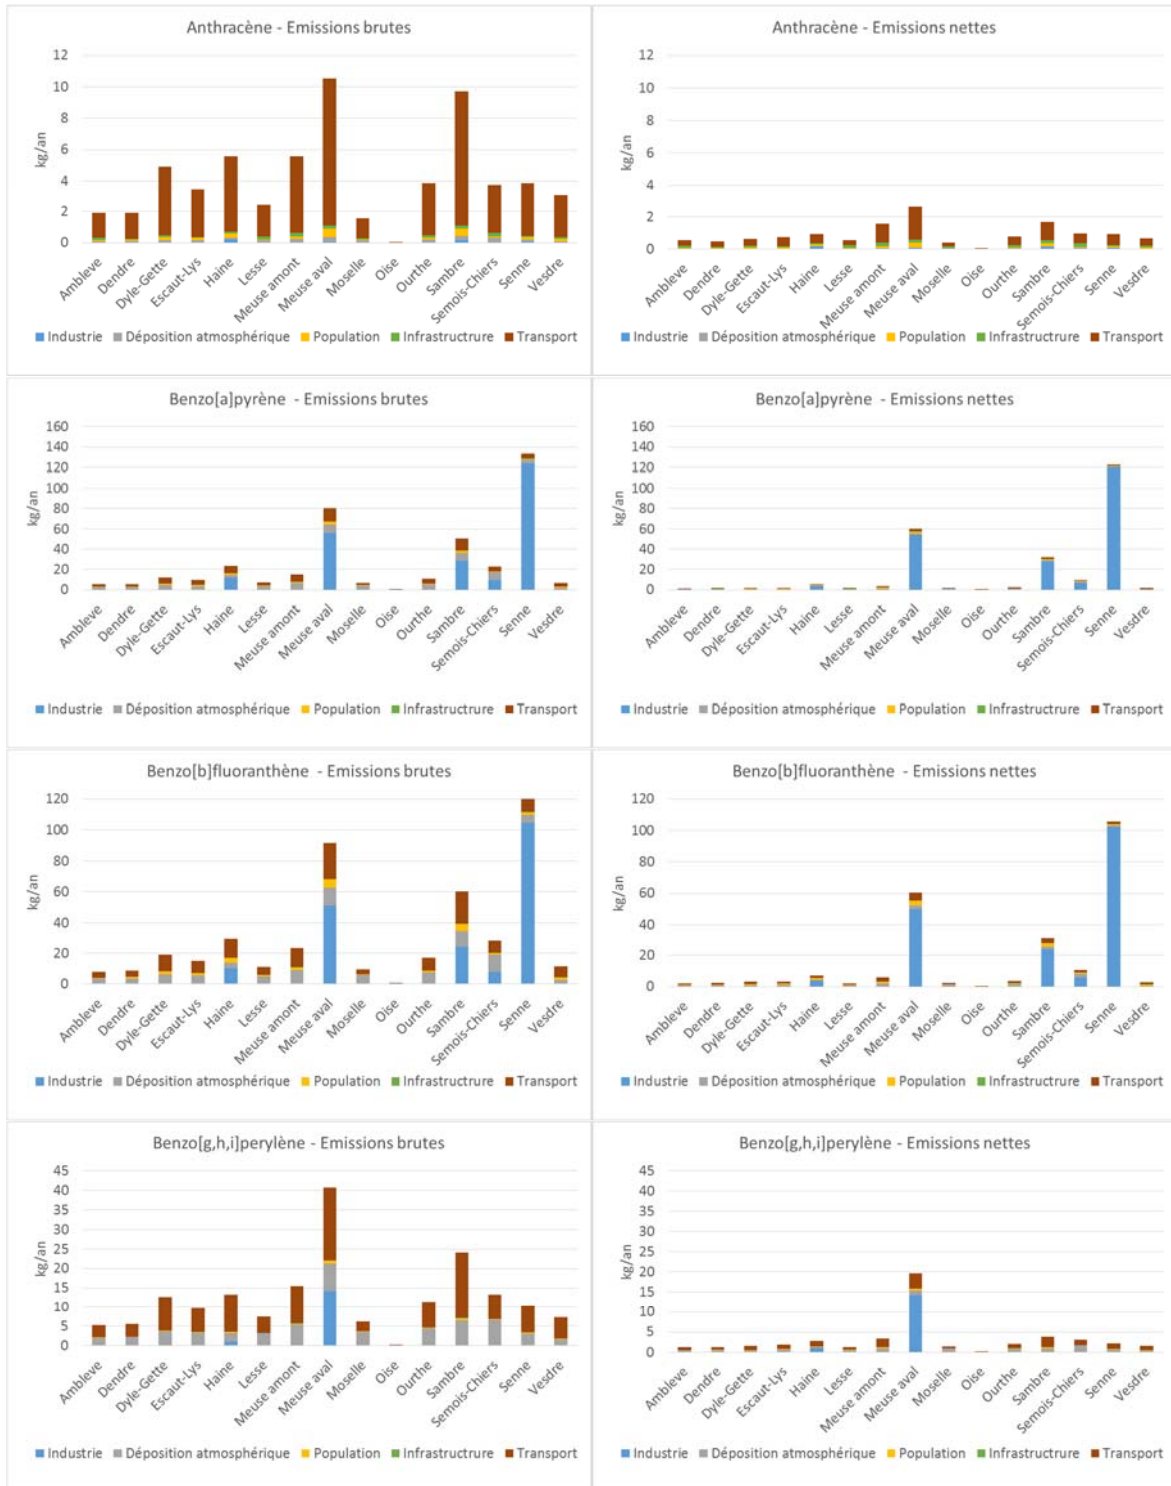 Anthracène - Emissions brutes
12
10
8
6
4
2
0
kg/an
Ambleve
Dendre
Dyle-Gette
Escaut-Lys
Haine
Lesse
Meuse amont
Meuse aval
Moselle
Oise
Ourthe
Sambre
Semois-Chiers
Senne
Vesdre
Industrie Déposition atmosphérique Population Infrastructrure Transport
Anthracène - Emissions nettes
12
10
8
6
4
2
0
kg/an
Ambleve
Dendre
Dyle-Gette
Escaut-Lys
Haine
Lesse
Meuse amont
Meuse aval
Moselle
Oise
Ourthe
Sambre
Semois-Chiers
Senne
Vesdre
Industrie Déposition atmosphérique Population Infrastructrure Transport
Benzo[a]pyrène - Emissions brutes
160
140
120
100
80
60
40
20
0
kg/an
Ambleve
Dendre
Dyle-Gette
Escaut-Lys
Haine
Lesse
Meuse amont
Meuse aval
Moselle
Oise
Ourthe
Sambre
Semois-Chiers
Senne
Vesdre
Industrie Déposition atmosphérique Population Infrastructrure Transport
Benzo[a]pyrène - Emissions nettes
160
140
120
100
80
60
40
20
0
kg/an
Ambleve
Dendre
Dyle-Gette
Escaut-Lys
Haine
Lesse
Meuse amont
Meuse aval
Moselle
Oise
Ourthe
Sambre
Semois-Chiers
Senne
Vesdre
Industrie Déposition atmosphérique Population Infrastructrure Transport
Benzo[b]fluoranthène - Emissions brutes
120
100
80
60
40
20
0
kg/an
Ambleve
Dendre
Dyle-Gette
Escaut-Lys
Haine
Lesse
Meuse amont
Meuse aval
Moselle
Oise
Ourthe
Sambre
Semois-Chiers
Senne
Vesdre
Industrie Déposition atmosphérique Population Infrastructrure Transport
Benzo[b]fluoranthène - Emissions nettes
120
100
80
60
40
20
0
kg/an
Ambleve
Dendre
Dyle-Gette
Escaut-Lys
Haine
Lesse
Meuse amont
Meuse aval
Moselle
Oise
Ourthe
Sambre
Semois-Chiers
Senne
Vesdre
Industrie Déposition atmosphérique Population Infrastructrure Transport
Benzo[g,h,i]perylène - Emissions brutes
45
40
35
30
25
20
15
10
5
0
kg/an
Ambleve
Dendre
Dyle-Gette
Escaut-Lys
Haine
Lesse
Meuse amont
Meuse aval
Moselle
Oise
Ourthe
Sambre
Semois-Chiers
Senne
Vesdre
Industrie Déposition atmosphérique Population Infrastructrure Transport
Benzo[g,h,i]perylène - Emissions nettes
45
40
35
30
25
20
15
10
5
0
kg/an
Ambleve
Dendre
Dyle-Gette
Escaut-Lys
Haine
Lesse
Meuse amont
Meuse aval
Moselle
Oise
Ourthe
Sambre
Semois-Chiers
Senne
Vesdre
Industrie Déposition atmosphérique Population Infrastructrure Transport